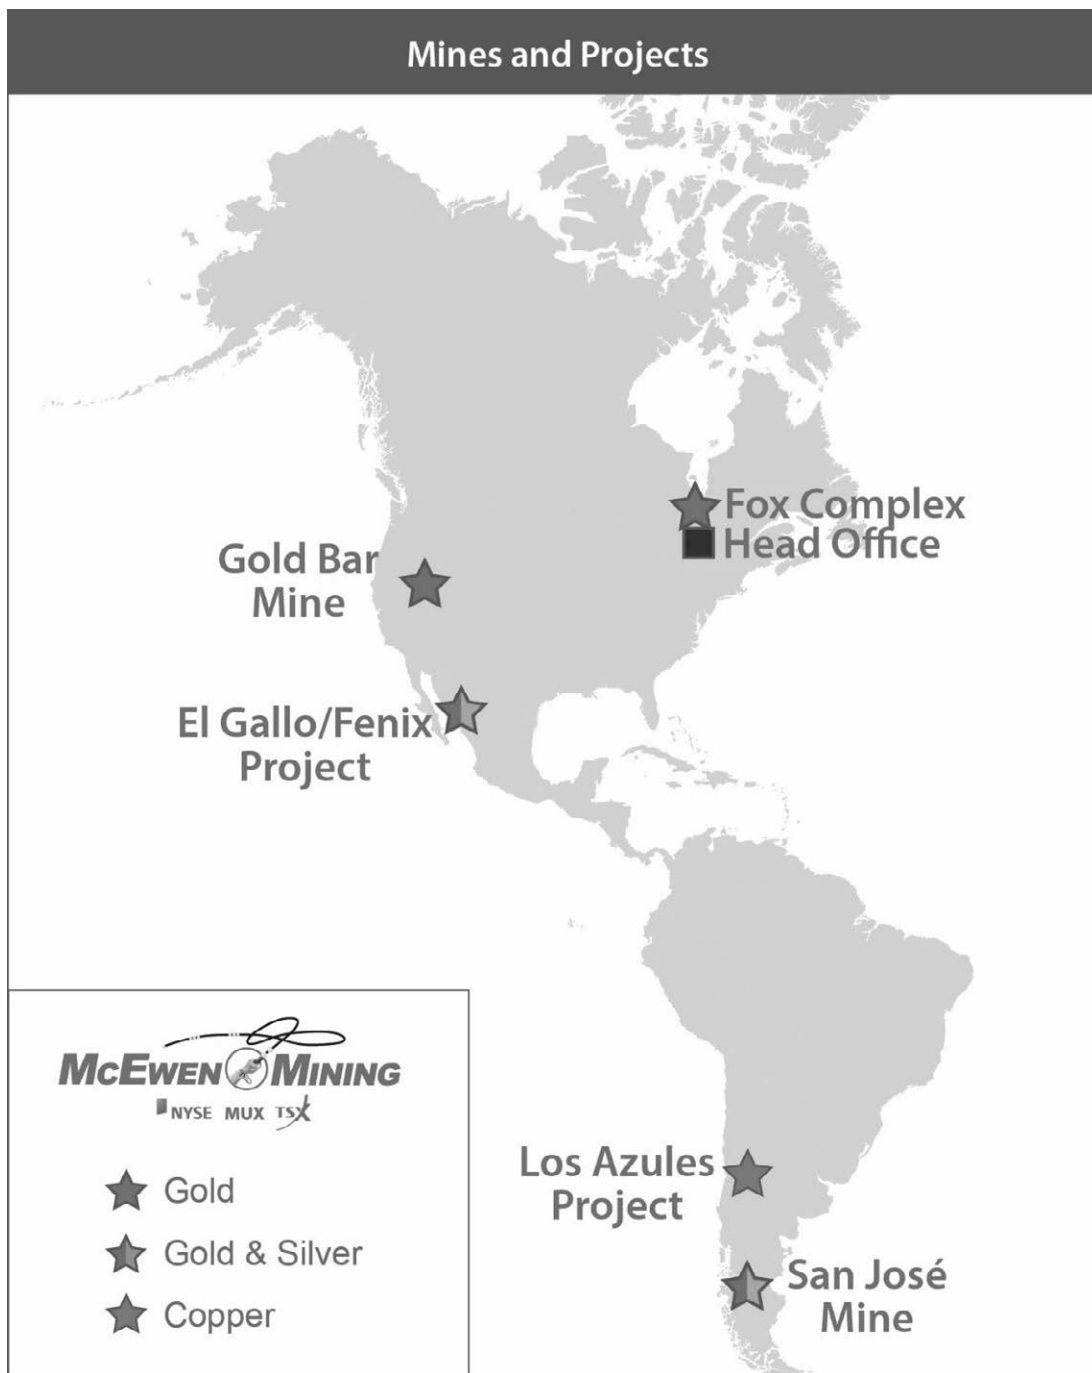 Mines and Projects
Fox Complex
Head Office
Gold Bar
Mine
El Gallo/Fenix
Project
Los Azules
Project
San José
Mine
McEWEN MINING
NYSE MUX TSX
Gold
Gold & Silver
Copper